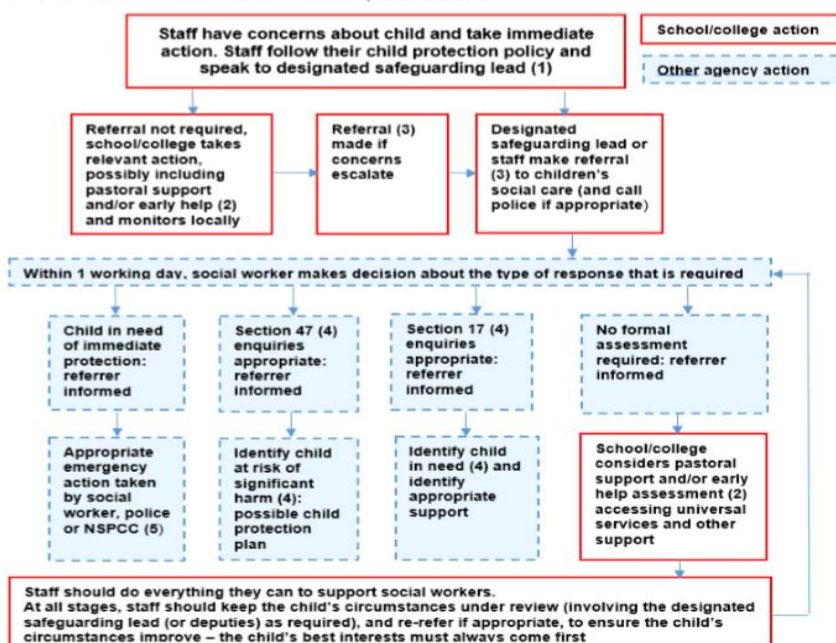 Staff have concerns about child and take immediate
action. Staff follow their child protection policy and
speak to designated safeguarding lead (1)
School/college action
Other agency action
Referral not required,
school/college takes
relevant action,
possibly including
pastoral support
and/or early help (2)
and monitors locally
Referral (3)
made if
concerns
escalate
Designated
safeguarding lead or
staff make referral
(3) to children's
social care (and call
police if appropriate)
Within 1 working day, social worker makes decision about the type of response that is required
Child in need
of immediate
protection:
referrer
informed
Section 47 (4)
enquiries
appropriate:
referrer
informed
Section 17 (4)
enquiries
appropriate:
referrer
informed
No formal
assessment
required: referrer
informed
Appropriate
emergency
action taken
by social
worker, police
or NSPCC (5)
Identify child
at risk of
significant
harm (4):
possible child
protection
plan
Identify child
in need (4) and
identify
appropriate
support
School/college
considers pastoral
support and/or early
help assessment (2)
accessing universal
services and other
support
Staff should do everything they can to support social workers.
At all stages, staff should keep the child's circumstances under review (involving the designated
safeguarding lead (or deputies) as required), and re-refer if appropriate, to ensure the child's
circumstances improve – the child's best interests must always come first